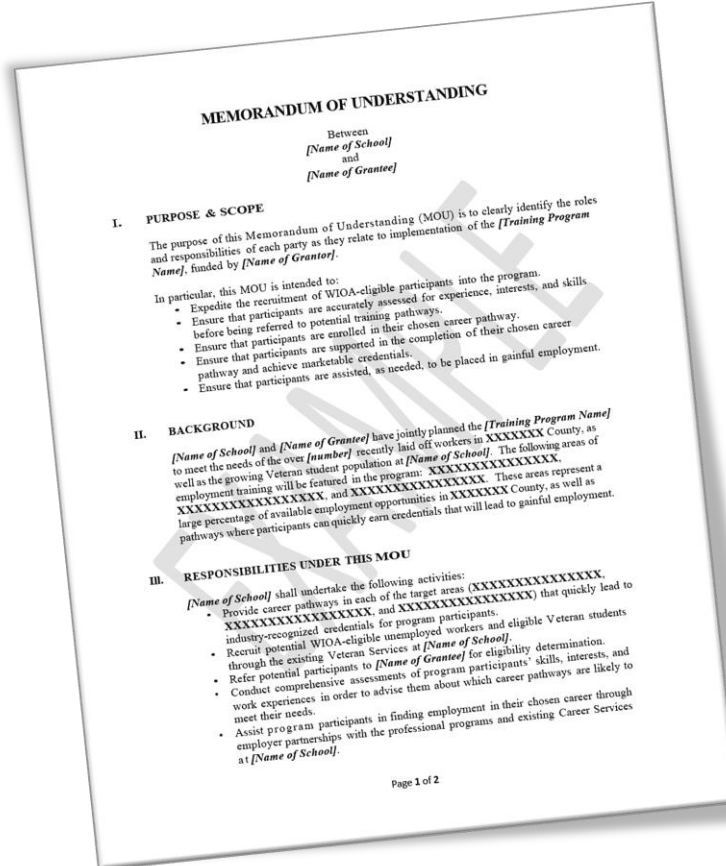 MEMORANDUM OF UNDERSTANDING
Between
[Name of School]
and
[Name of Grantee]
I. PURPOSE & SCOPE
The purpose of this Memorandum of Understanding (MOU) is to clearly identify the roles
and responsibilities of each party as they relate to implementation of the [Training Program
Name], funded by [Name of Grantor].
In particular, this MOU is intended to:
• Expedite the recruitment of WIOA-eligible participants into the program.
• Ensure that participants are accurately assessed for experience, interests, and skills
before being referred to potential training pathways.
• Ensure that participants are enrolled in their chosen career pathway.
• Ensure that participants are supported in the completion of their chosen career
pathway and achieve marketable credentials.
• Ensure that participants are assisted, as needed, to be placed in gainful employment.
II. BACKGROUND
[Name of School] and [Name of Grantee] have jointly planned the [Training Program Name]
to meet the needs of the over [number] recently laid off workers in XXXXXXX County, as
well as the growing Veteran student population at [Name of School]. The following areas of
employment training will be featured in the program: XXXXXXXXXXXXXXX,
XXXXXXXXXXXXXXXXX, and XXXXXXXXXXXXXXXX. These areas represent a
large percentage of available employment opportunities in XXXXXXX County, as well as
pathways where participants can quickly earn credentials that will lead to gainful employment.
III. RESPONSIBILITIES UNDER THIS MOU
[Name of School] shall undertake the following activities:
• Provide career pathways in each of the target areas (XXXXXXXXXXXXXXX,
XXXXXXXXXXXXXXXXX, and XXXXXXXXXXXXXXXX) that quickly lead to
industry-recognized credentials for program participants.
• Recruit potential WIOA-eligible unemployed workers and eligible Veteran students
through the existing Veteran Services at [Name of School].
• Refer potential participants to [Name of Grantee] for eligibility determination.
• Conduct comprehensive assessments of program participants' skills, interests, and
work experiences in order to advise them about which career pathways are likely to
meet their needs.
• Assist program participants in finding employment in their chosen career through
employer partnerships with the professional programs and existing Career Services
at [Name of School].
Page 1 of 2
EXAMPLE